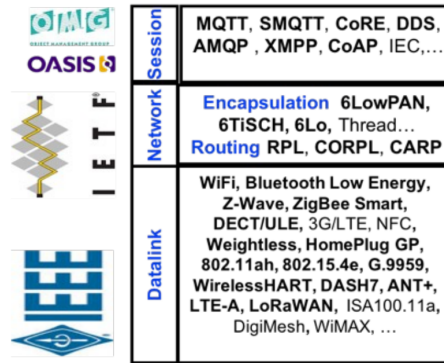 OMG
OBJECT MANAGEMENT GROUP
OASIS
I E T F
IEEE
Session
MQTT, SMQTT, CoRE, DDS,
AMQP , XMPP, CoAP, IEC,...
Network
Encapsulation 6LowPAN,
6TiSCH, 6Lo, Thread...
Routing RPL, CORPL, CARP
Datalink
WiFi, Bluetooth Low Energy,
Z-Wave, ZigBee Smart,
DECT/ULE, 3G/LTE, NFC,
Weightless, HomePlug GP,
802.11ah, 802.15.4e, G.9959,
WirelessHART, DASH7, ANT+,
LTE-A, LoRaWAN, ISA100.11a,
DigiMesh, WiMAX, ...